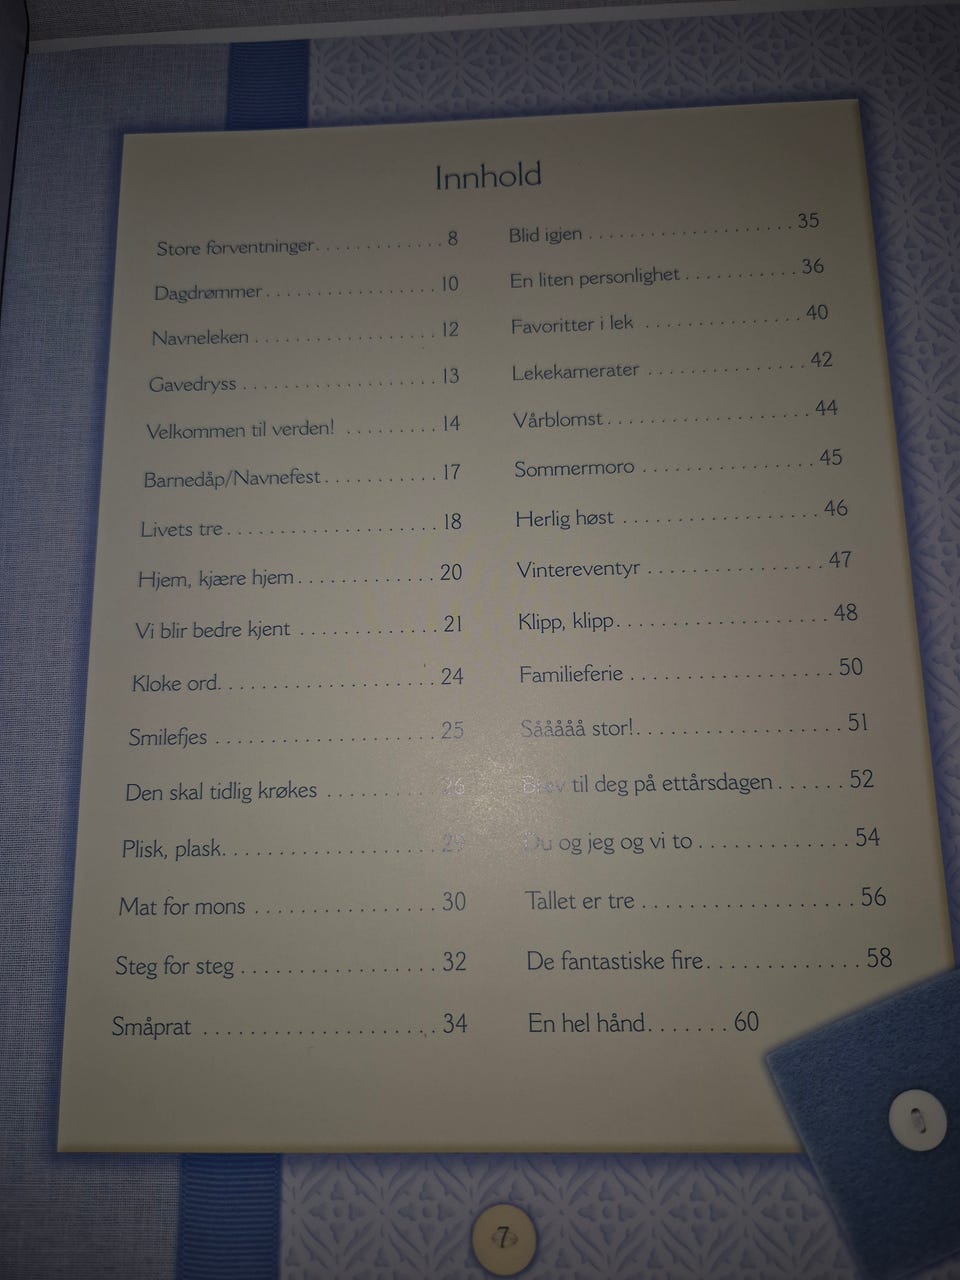 Innhold
Store forventninger. . . . . . . . . . . . . 8
Dagdrømmer. . . . . . . . . . . . . . . . . 10
Navneleken . . . . . . . . . . . . . . . . . . 12
Gavedryss . . . . . . . . . . . . . . . . . . . 13
Velkommen til verden! . . . . . . . . . 14
Barnedåp/Navnefest. . . . . . . . . . . 17
Livets tre. . . . . . . . . . . . . . . . . . . . . 18
Hjem, kjære hjem. . . . . . . . . . . . . 20
Vi blir bedre kjent . . . . . . . . . . . . . 21
Kloke ord. . . . . . . . . . . . . . . . . . . . . 24
Smilefjes . . . . . . . . . . . . . . . . . . . . . 25
Den skal tidlig krøkes . . . . . . . . . . 26
Plisk, plask. . . . . . . . . . . . . . . . . . . . 29
Mat for mons . . . . . . . . . . . . . . . . . 30
Steg for steg . . . . . . . . . . . . . . . . . . 32
Småprat . . . . . . . . . . . . . . . . . . . . . 34
Blid igjen . . . . . . . . . . . . . . . . . . . . 35
En liten personlighet . . . . . . . . . . . 36
Favoritter i lek . . . . . . . . . . . . . . . . 40
Lekekamerater . . . . . . . . . . . . . . . 42
Vårblomst. . . . . . . . . . . . . . . . . . . . 44
Sommermoro . . . . . . . . . . . . . . . . 45
Herlig høst . . . . . . . . . . . . . . . . . . 46
Vintereventyr . . . . . . . . . . . . . . . . 47
Klipp, klipp. . . . . . . . . . . . . . . . . . . 48
Familieferie . . . . . . . . . . . . . . . . . . 50
Sååååå stor!. . . . . . . . . . . . . . . . . . 51
Brev til deg på ettårsdagen . . . . . . 52
Du og jeg og vi to . . . . . . . . . . . . . 54
Tallet er tre . . . . . . . . . . . . . . . . . . 56
De fantastiske fire. . . . . . . . . . . . . 58
En hel hånd. . . . . . . 60
7